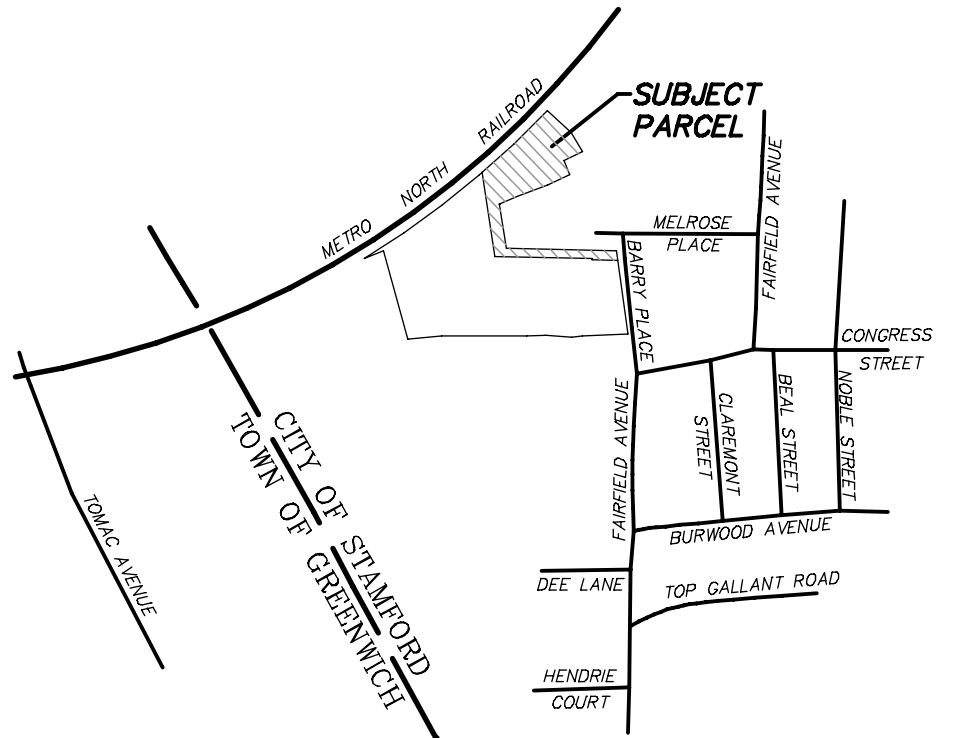 SUBJECT
PARCEL
METRO NORTH RAILROAD
MELROSE
PLACE
FAIRFIELD AVENUE
BARRY PLACE
CONGRESS
STREET
FAIRFIELD AVENUE
CLAREMONT
STREET
BEAL STREET
NOBLE STREET
CITY OF STAMFORD
TOWN OF GREENWICH
TOMAC AVENUE
BURWOOD AVENUE
DEE LANE
TOP GALLANT ROAD
HENDRIE
COURT